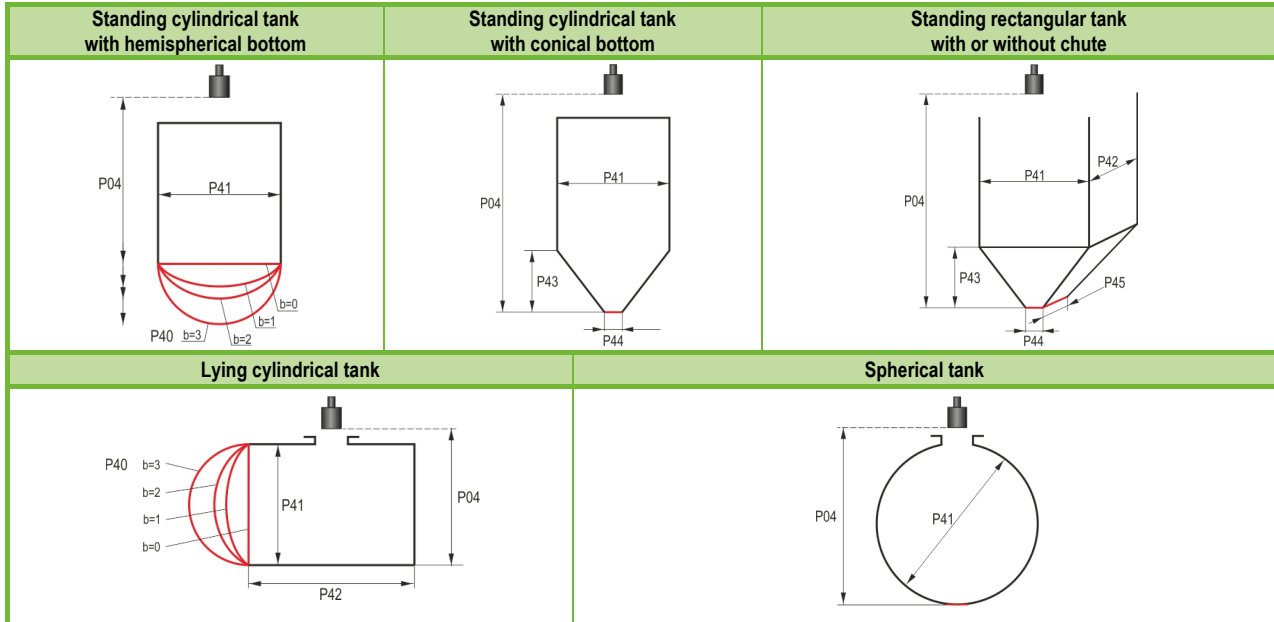 Standing cylindrical tank
with hemispherical bottom
Standing cylindrical tank
with conical bottom
Standing rectangular tank
with or without chute
P04
P41
b=0
b=1
P40
b=3
b=2
P04
P41
P43
P44
P04
P41
P42
P43
P45
P44
Lying cylindrical tank
Spherical tank
P40
b=3
b=2
b=1
b=0
P41
P04
P42
P04
P41